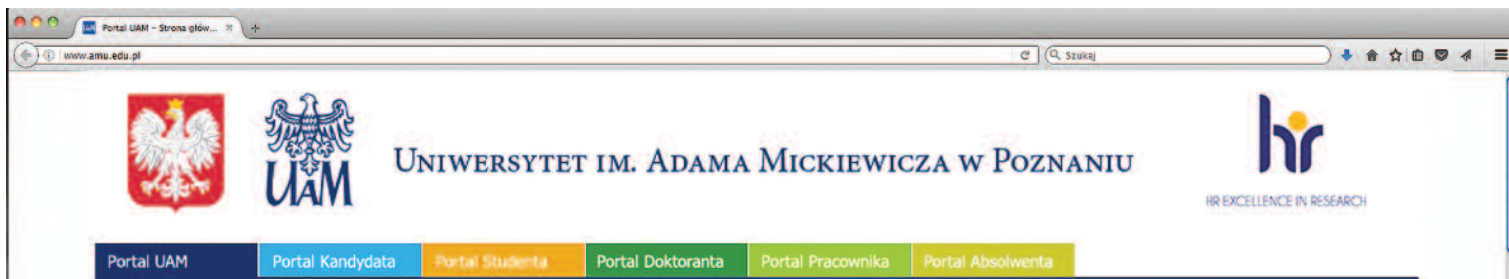 Portal UAM - Strona głów...
www.amu.edu.pl
Szukaj
UAM
UNIWERSYTET IM. ADAMA MICKIEWICZA W POZNANIU
hr
HR EXCELLENCE IN RESEARCH
Portal UAM
Portal Kandydata
Portal Studenta
Portal Doktoranta
Portal Pracownika
Portal Absolwenta